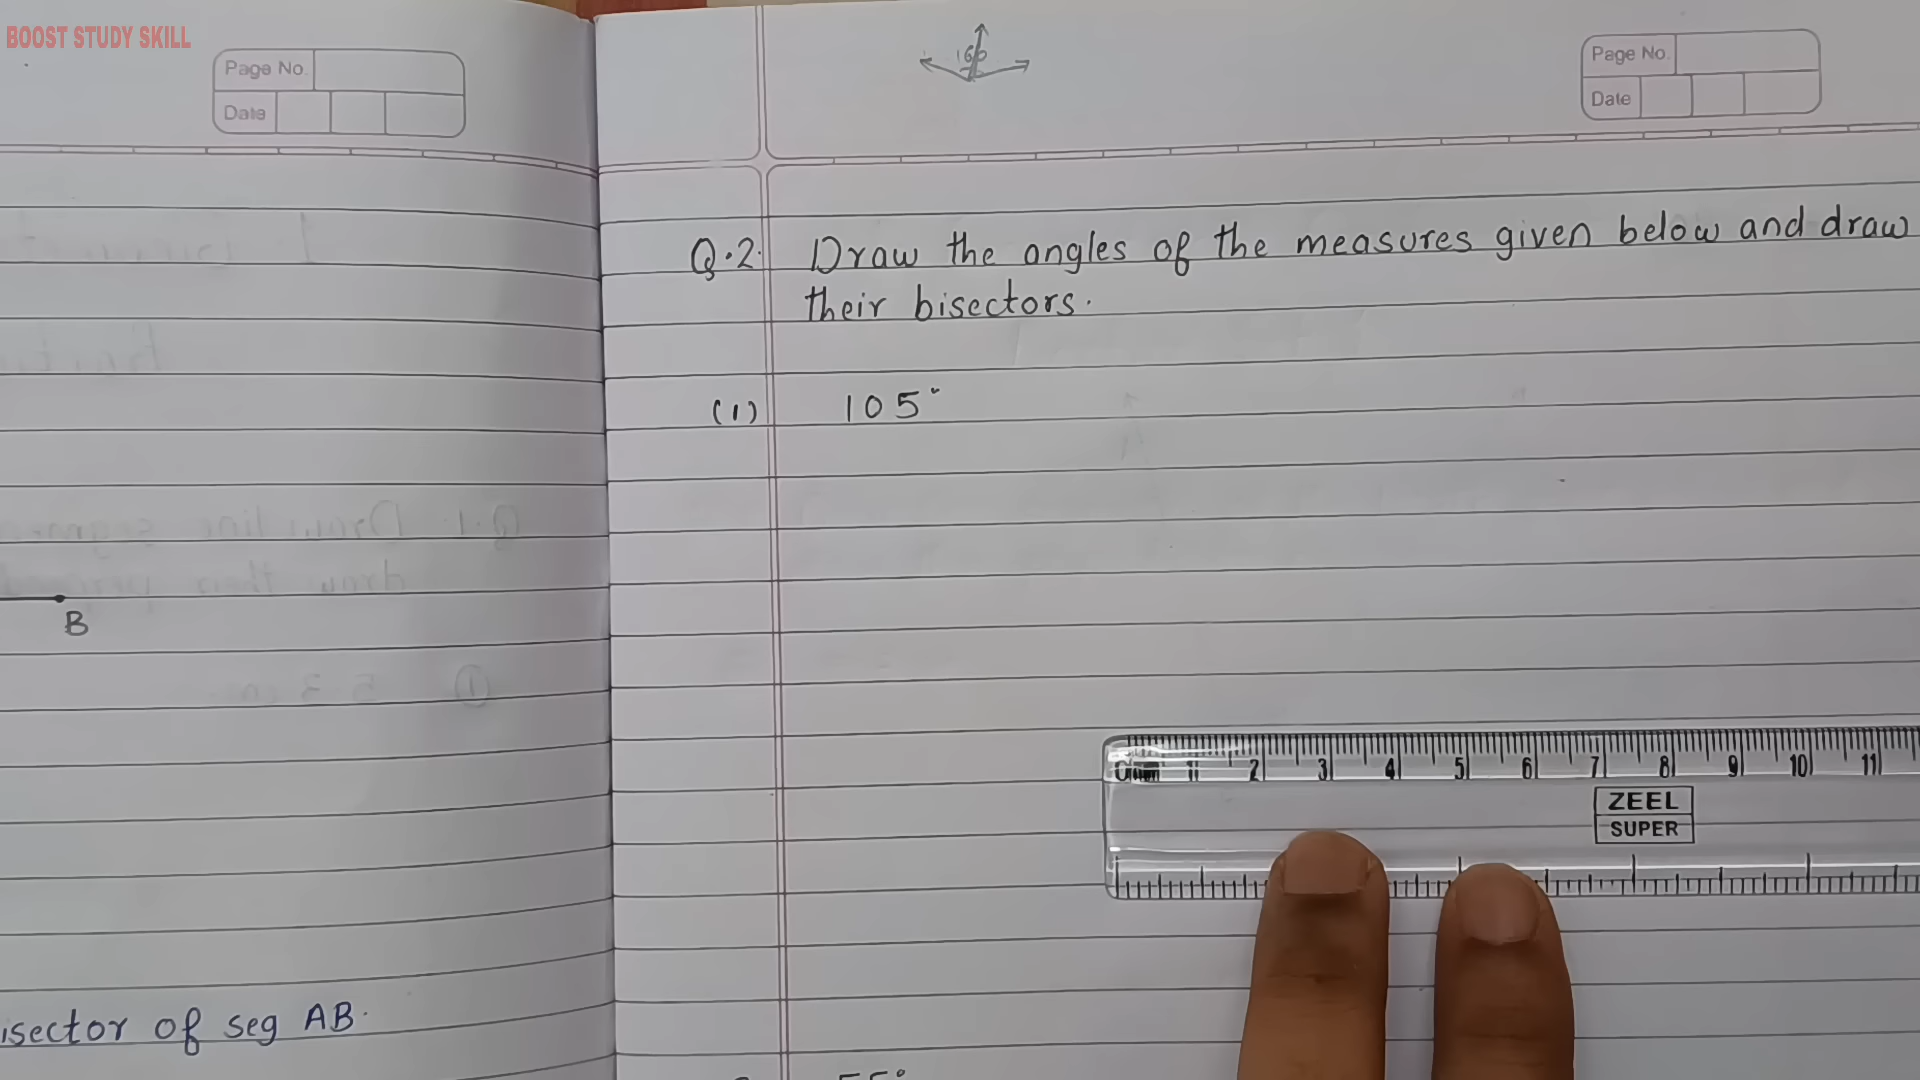 BOOST STUDY SKILL
Page No.
Date
B
isector of seg AB.
Page No.
Date
Q.2. Draw the angles of the measures given below and draw
their bisectors.
(1) 105°
0 1 2 3 4 5 6 7 8 9 10 11
ZEEL
SUPER
55°